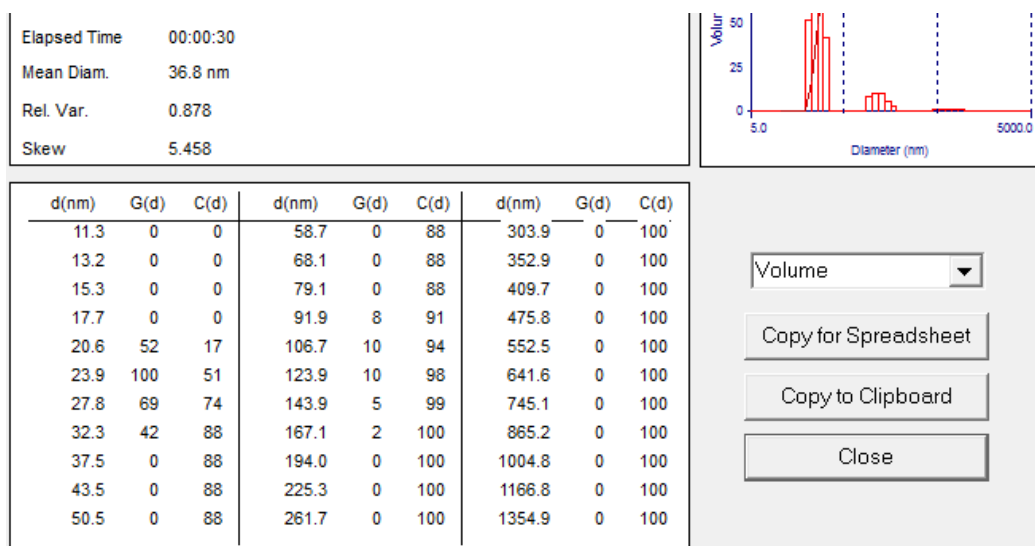 Elapsed Time 00:00:30
Mean Diam. 36.8 nm
Rel. Var. 0.878
Skew 5.458
Volum
50
25
0
5.0 5000.0
Diameter (nm)
d(nm) G(d) C(d) d(nm) G(d) C(d) d(nm) G(d) C(d)
11.3 0 0 58.7 0 88 303.9 0 100
13.2 0 0 68.1 0 88 352.9 0 100
15.3 0 0 79.1 0 88 409.7 0 100
17.7 0 0 91.9 8 91 475.8 0 100
20.6 52 17 106.7 10 94 552.5 0 100
23.9 100 51 123.9 10 98 641.6 0 100
27.8 69 74 143.9 5 99 745.1 0 100
32.3 42 88 167.1 2 100 865.2 0 100
37.5 0 88 194.0 0 100 1004.8 0 100
43.5 0 88 225.3 0 100 1166.8 0 100
50.5 0 88 261.7 0 100 1354.9 0 100
Volume
Copy for Spreadsheet
Copy to Clipboard
Close